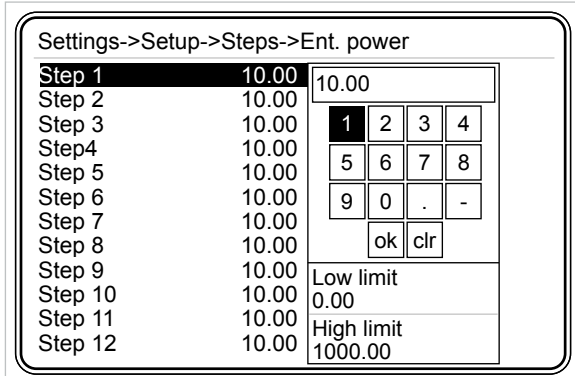 Settings->Setup->Steps->Ent. power
Step 1 10.00
Step 2 10.00
Step 3 10.00
Step4 10.00
Step 5 10.00
Step 6 10.00
Step 7 10.00
Step 8 10.00
Step 9 10.00
Step 10 10.00
Step 11 10.00
Step 12 10.00
10.00
1 2 3 4
5 6 7 8
9 0 . -
ok clr
Low limit
0.00
High limit
1000.00